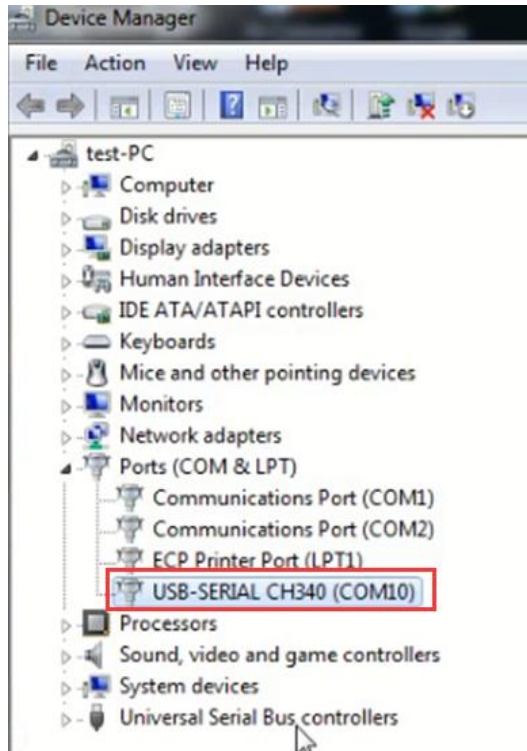 Device Manager
File Action View Help
test-PC
Computer
Disk drives
Display adapters
Human Interface Devices
IDE ATA/ATAPI controllers
Keyboards
Mice and other pointing devices
Monitors
Network adapters
Ports (COM & LPT)
Communications Port (COM1)
Communications Port (COM2)
ECP Printer Port (LPT1)
USB-SERIAL CH340 (COM10)
Processors
Sound, video and game controllers
System devices
Universal Serial Bus controllers